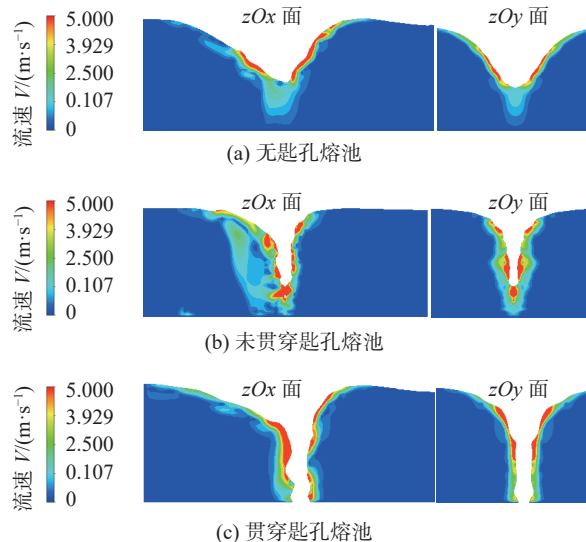 zOx 面 zOy 面
流速 V/(m·s⁻¹)
5.000
3.929
2.500
0.107
0
(a) 无匙孔熔池
zOx 面 zOy 面
流速 V/(m·s⁻¹)
5.000
3.929
2.500
0.107
0
(b) 未贯穿匙孔熔池
zOx 面 zOy 面
流速 V/(m·s⁻¹)
5.000
3.929
2.500
0.107
0
(c) 贯穿匙孔熔池